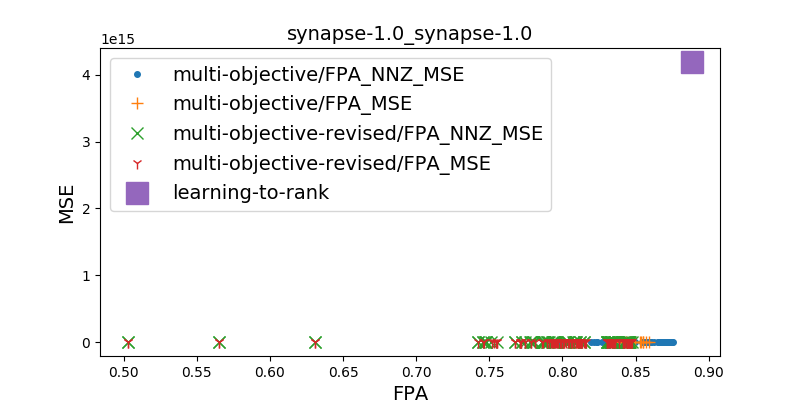 synapse-1.0_synapse-1.0
1e15
multi-objective/FPA_NNZ_MSE
multi-objective/FPA_MSE
multi-objective-revised/FPA_NNZ_MSE
multi-objective-revised/FPA_MSE
learning-to-rank
MSE
4
3
2
1
0
0.50 0.55 0.60 0.65 0.70 0.75 0.80 0.85 0.90
FPA